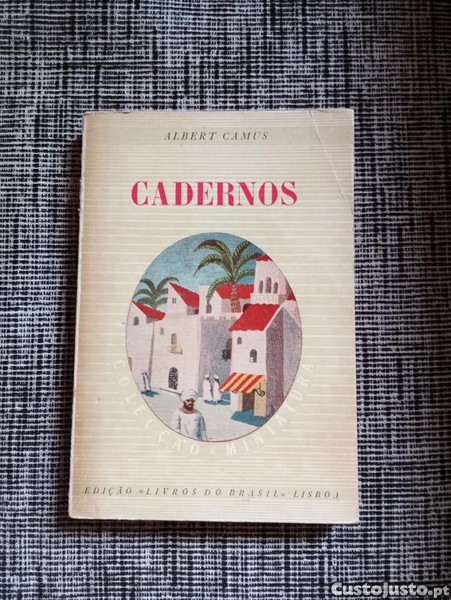 ALBERT CAMUS
CADERNOS
COLECÇÃO * MINIATURA
EDIÇÃO «LIVROS DO BRASIL» LISBOA
CustoJusto.pt